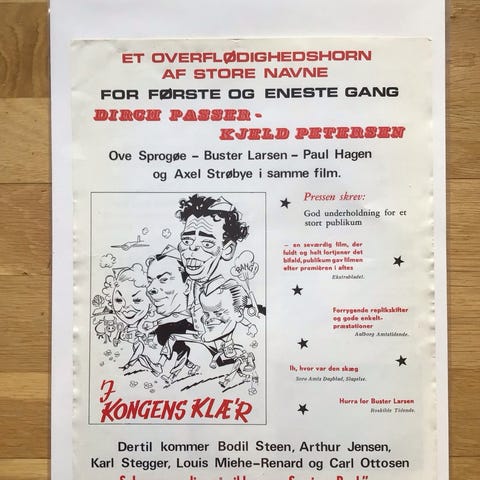 ET OVERFLØDIGHEDSHORN
AF STORE NAVNE
FOR FØRSTE OG ENESTE GANG
DIRCH PASSER -
KJELD PETERSEN
Ove Sprogøe – Buster Larsen – Paul Hagen
og Axel Strøbye i samme film.
Pressen skrev:
God underholdning for et
stort publikum
– en seværdig film, der
fuldt og helt fortjener det
bifald, publikum gav filmen
efter premièren i aftes
Ekstrabladet.
Forrygende replikskifter
og gode enkelt-
præstationer
Aalborg Amtstidende.
Ih, hvor var den skæg
Sorø Amts Dagblad, Slagelse.
Hurra for Buster Larsen
Roskilde Tidende.
BANG!
I
KONGENS KLÆ'R
Dertil kommer Bodil Steen, Arthur Jensen,
Karl Stegger, Louis Miehe-Renard og Carl Ottosen